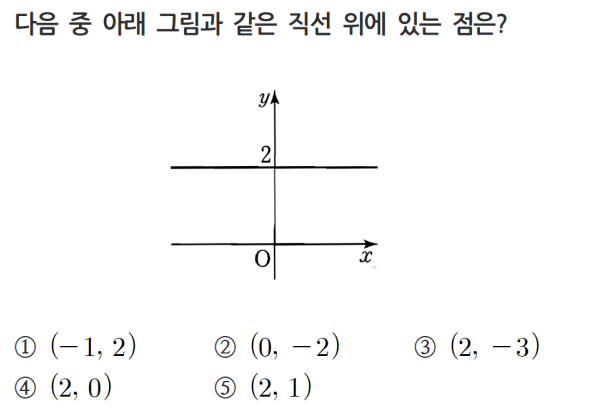 다음 중 아래 그림과 같은 직선 위에 있는 점은?
y
2
O
x
① (−1, 2) ② (0, −2) ③ (2, −3)
④ (2, 0) ⑤ (2, 1)